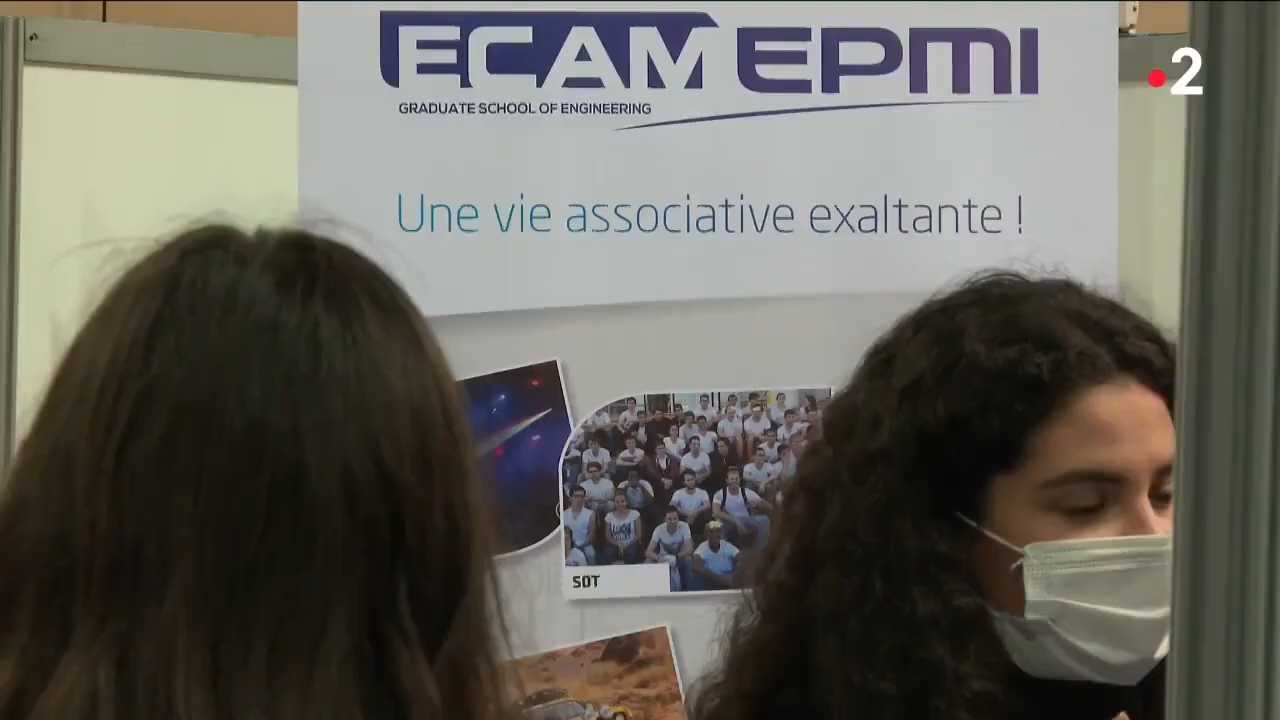 ECAM EPMI
GRADUATE SCHOOL OF ENGINEERING
2
Une vie associative exaltante !
SDT